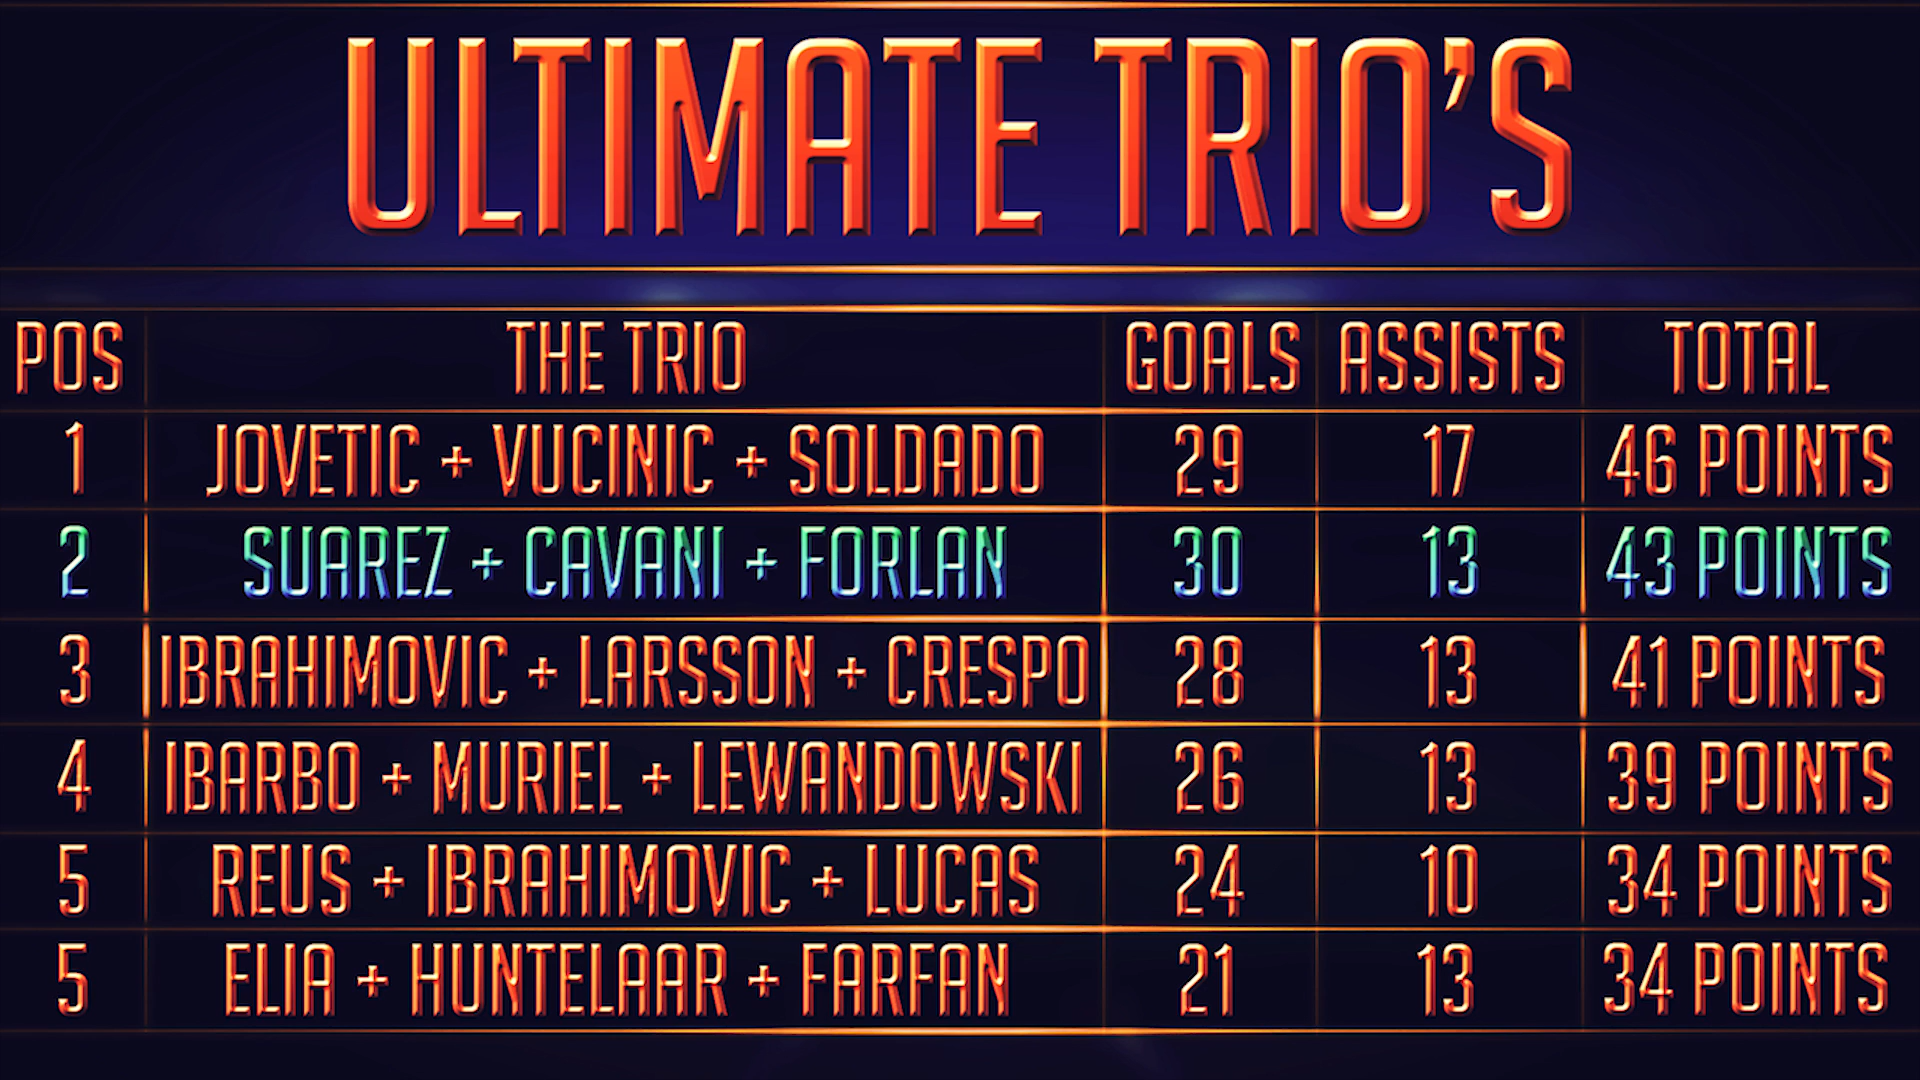 ULTIMATE TRIO'S
POS THE TRIO GOALS ASSISTS TOTAL
1 JOVETIC + VUCINIC + SOLDADO 29 17 46 POINTS
2 SUAREZ + CAVANI + FORLAN 30 13 43 POINTS
3 IBRAHIMOVIC + LARSSON + CRESPO 28 13 41 POINTS
4 IBARBO + MURIEL + LEWANDOWSKI 26 13 39 POINTS
5 REUS + IBRAHIMOVIC + LUCAS 24 10 34 POINTS
5 ELIA + HUNTELAAR + FARFAN 21 13 34 POINTS